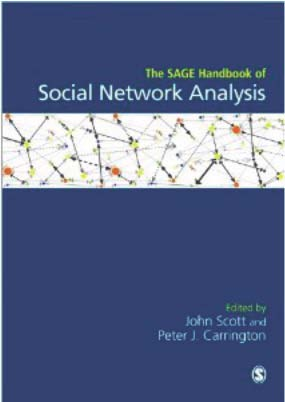 The SAGE Handbook of
Social Network Analysis
Edited by
John Scott and
Peter J. Carrington
S